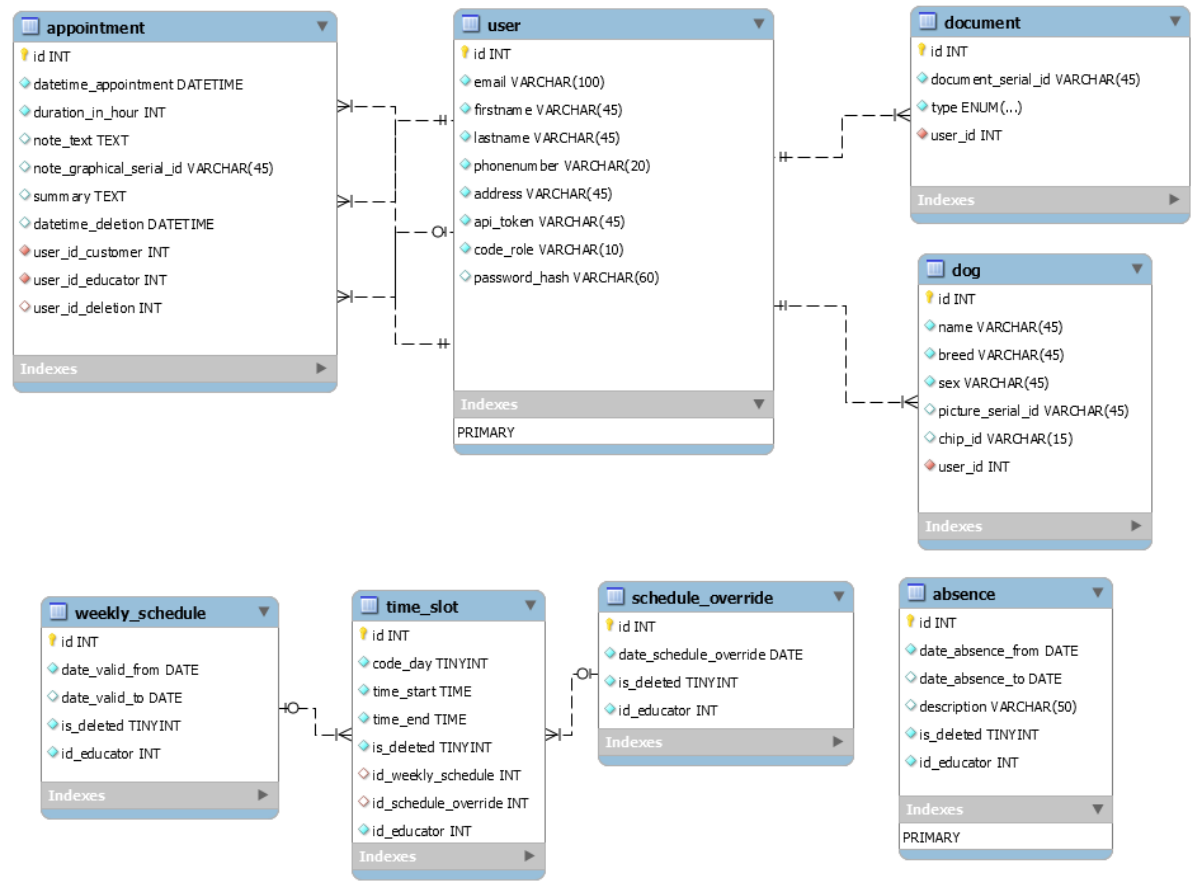 appointment
id INT
datetime_appointment DATETIME
duration_in_hour INT
note_text TEXT
note_graphical_serial_id VARCHAR(45)
summary TEXT
datetime_deletion DATETIME
user_id_customer INT
user_id_educator INT
user_id_deletion INT
Indexes
user
id INT
email VARCHAR(100)
firstname VARCHAR(45)
lastname VARCHAR(45)
phonenumber VARCHAR(20)
address VARCHAR(45)
api_token VARCHAR(45)
code_role VARCHAR(10)
password_hash VARCHAR(60)
Indexes
PRIMARY
document
id INT
document_serial_id VARCHAR(45)
type ENUM(...)
user_id INT
Indexes
dog
id INT
name VARCHAR(45)
breed VARCHAR(45)
sex VARCHAR(45)
picture_serial_id VARCHAR(45)
chip_id VARCHAR(15)
user_id INT
Indexes
weekly_schedule
id INT
date_valid_from DATE
date_valid_to DATE
is_deleted TINYINT
id_educator INT
Indexes
time_slot
id INT
code_day TINYINT
time_start TIME
time_end TIME
is_deleted TINYINT
id_weekly_schedule INT
id_schedule_override INT
id_educator INT
Indexes
schedule_override
id INT
date_schedule_override DATE
is_deleted TINYINT
id_educator INT
Indexes
absence
id INT
date_absence_from DATE
date_absence_to DATE
description VARCHAR(50)
is_deleted TINYINT
id_educator INT
Indexes
PRIMARY